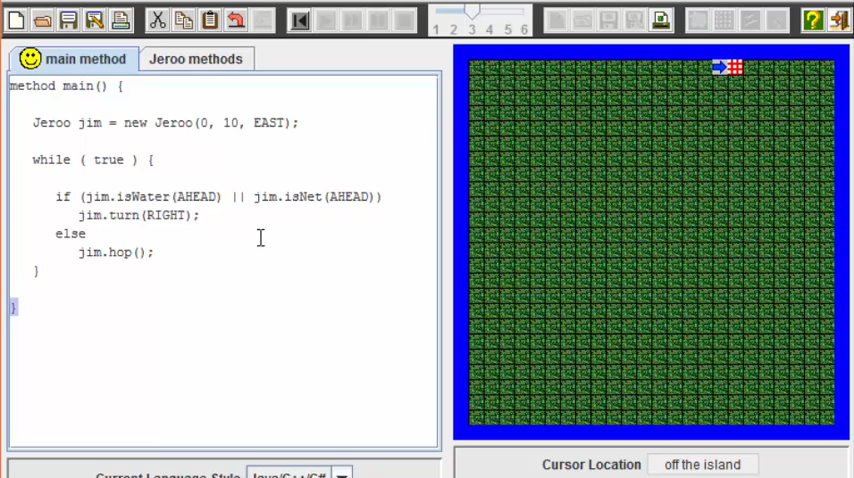 1 2 3 4 5 6
main method Jeroo methods
method main() {
Jeroo jim = new Jeroo(0, 10, EAST);
while ( true ) {
if (jim.isWater(AHEAD) || jim.isNet(AHEAD))
jim.turn(RIGHT);
else
jim.hop();
}
}
Current Language Style Java/C++/C#
Cursor Location off the island